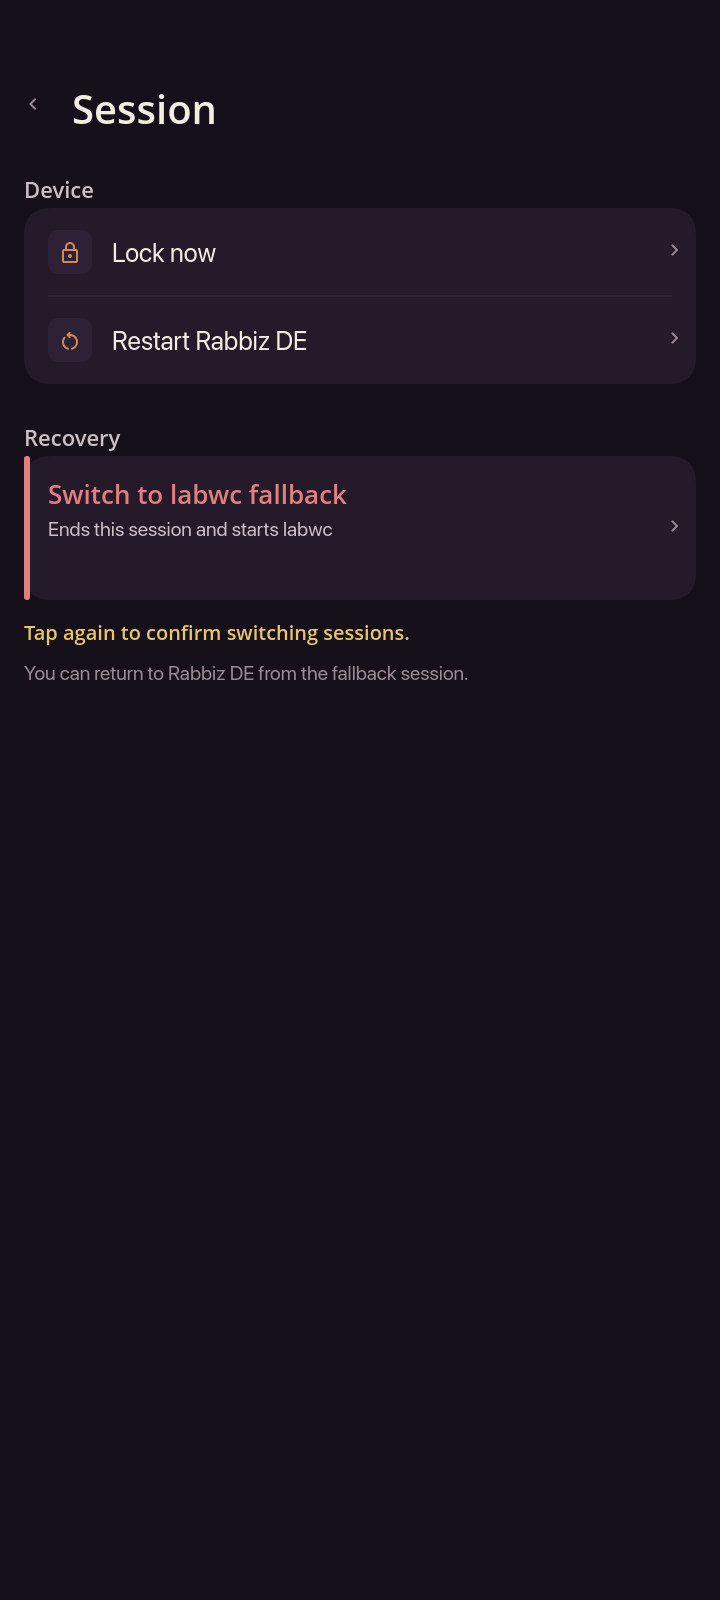 Session
Device
Lock now
Restart Rabbiz DE
Recovery
Switch to labwc fallback
Ends this session and starts labwc
Tap again to confirm switching sessions.
You can return to Rabbiz DE from the fallback session.